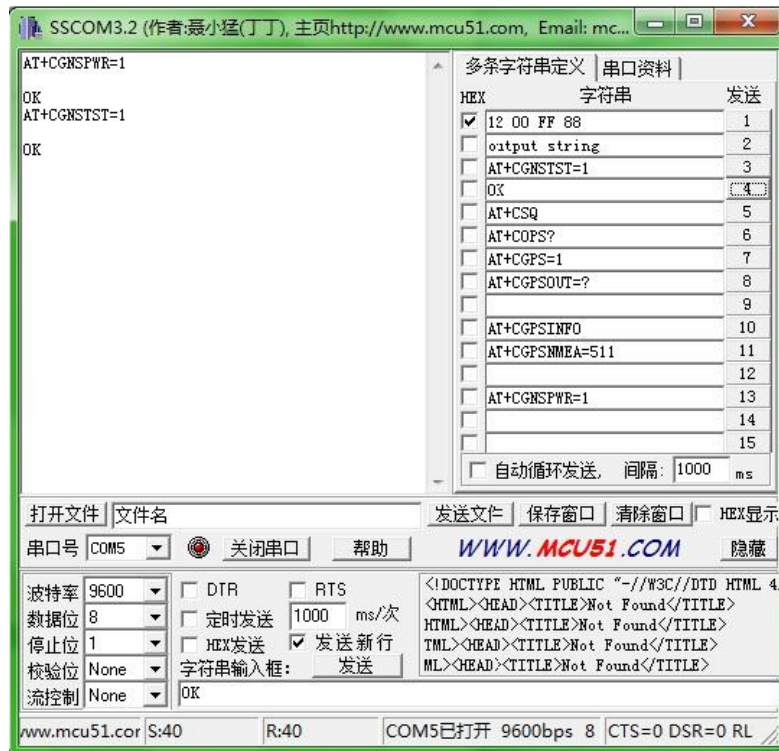 SSCOM3.2 (作者:聂小猛(丁丁), 主页http://www.mcu51.com, Email: mc...
AT+CGNSPWR=1
OK
AT+CGNSTST=1
OK
多条字符串定义 串口资料
HEX 字符串 发送
12 00 FF 88 1
output string 2
AT+CGNSTST=1 3
OK 4
AT+CSQ 5
AT+COPS? 6
AT+CGPS=1 7
AT+CGPSOUT=? 8
9
AT+CGPSINFO 10
AT+CGPSNMEA=511 11
12
AT+CGNSPWR=1 13
14
15
自动循环发送, 间隔: 1000 ms
打开文件 文件名 发送文件 保存窗口 清除窗口 HEX显示
串口号 COM5 关闭串口 帮助 WWW.MCU51.COM 隐藏
波特率 9600 DTR RTS
数据位 8 定时发送 1000 ms/次
停止位 1 HEX发送 发送新行
校验位 None 字符串输入框: 发送
流控制 None OK
<!DOCTYPE HTML PUBLIC "-//W3C//DTD HTML 4.
<HTML><HEAD><TITLE>Not Found</TITLE>
HTML><HEAD><TITLE>Not Found</TITLE>
TML><HEAD><TITLE>Not Found</TITLE>
ML><HEAD><TITLE>Not Found</TITLE>
www.mcu51.cor S:40 R:40 COM5已打开 9600bps 8 CTS=0 DSR=0 RL